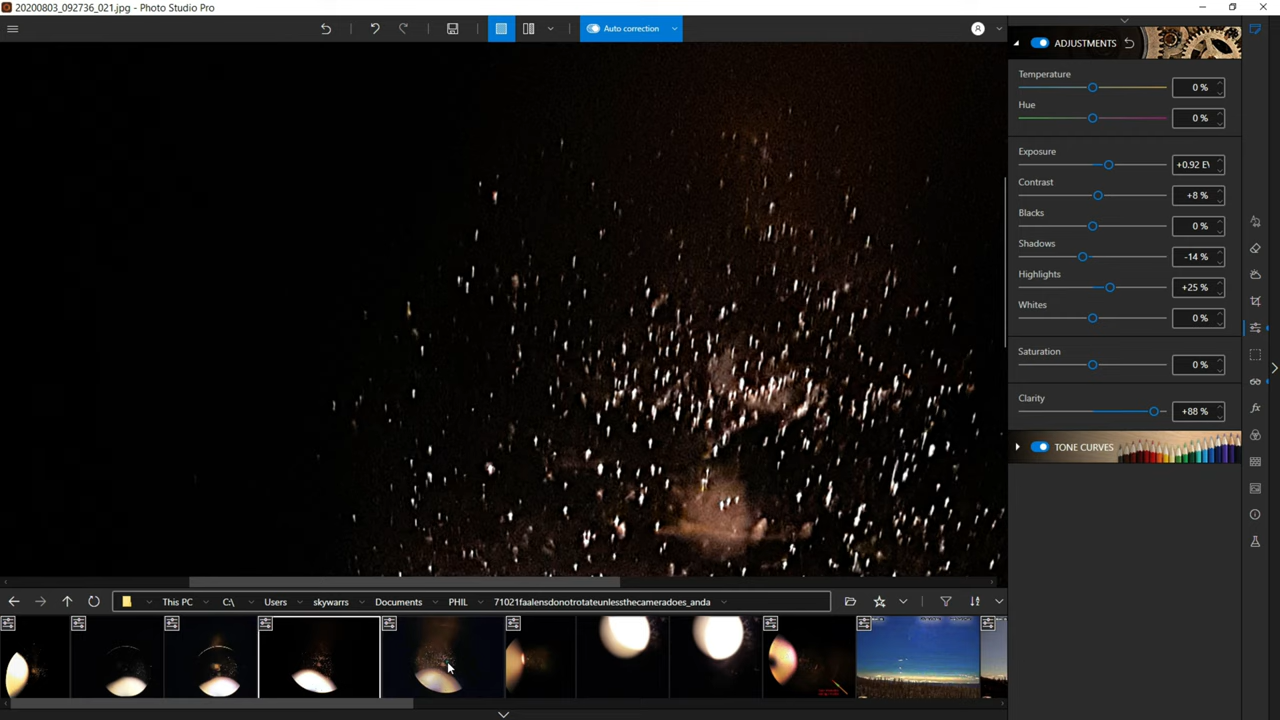 20200803_092736_021.jpg - Photo Studio Pro
Auto correction
ADJUSTMENTS
Temperature
0 %
Hue
0 %
Exposure
+0.92 EV
Contrast
+8 %
Blacks
0 %
Shadows
-14 %
Highlights
+25 %
Whites
0 %
Saturation
0 %
Clarity
+88 %
TONE CURVES
This PC
C:\
Users
skywarrs
Documents
PHIL
71021faalensdonotrotateunlessthecameradoes_anda